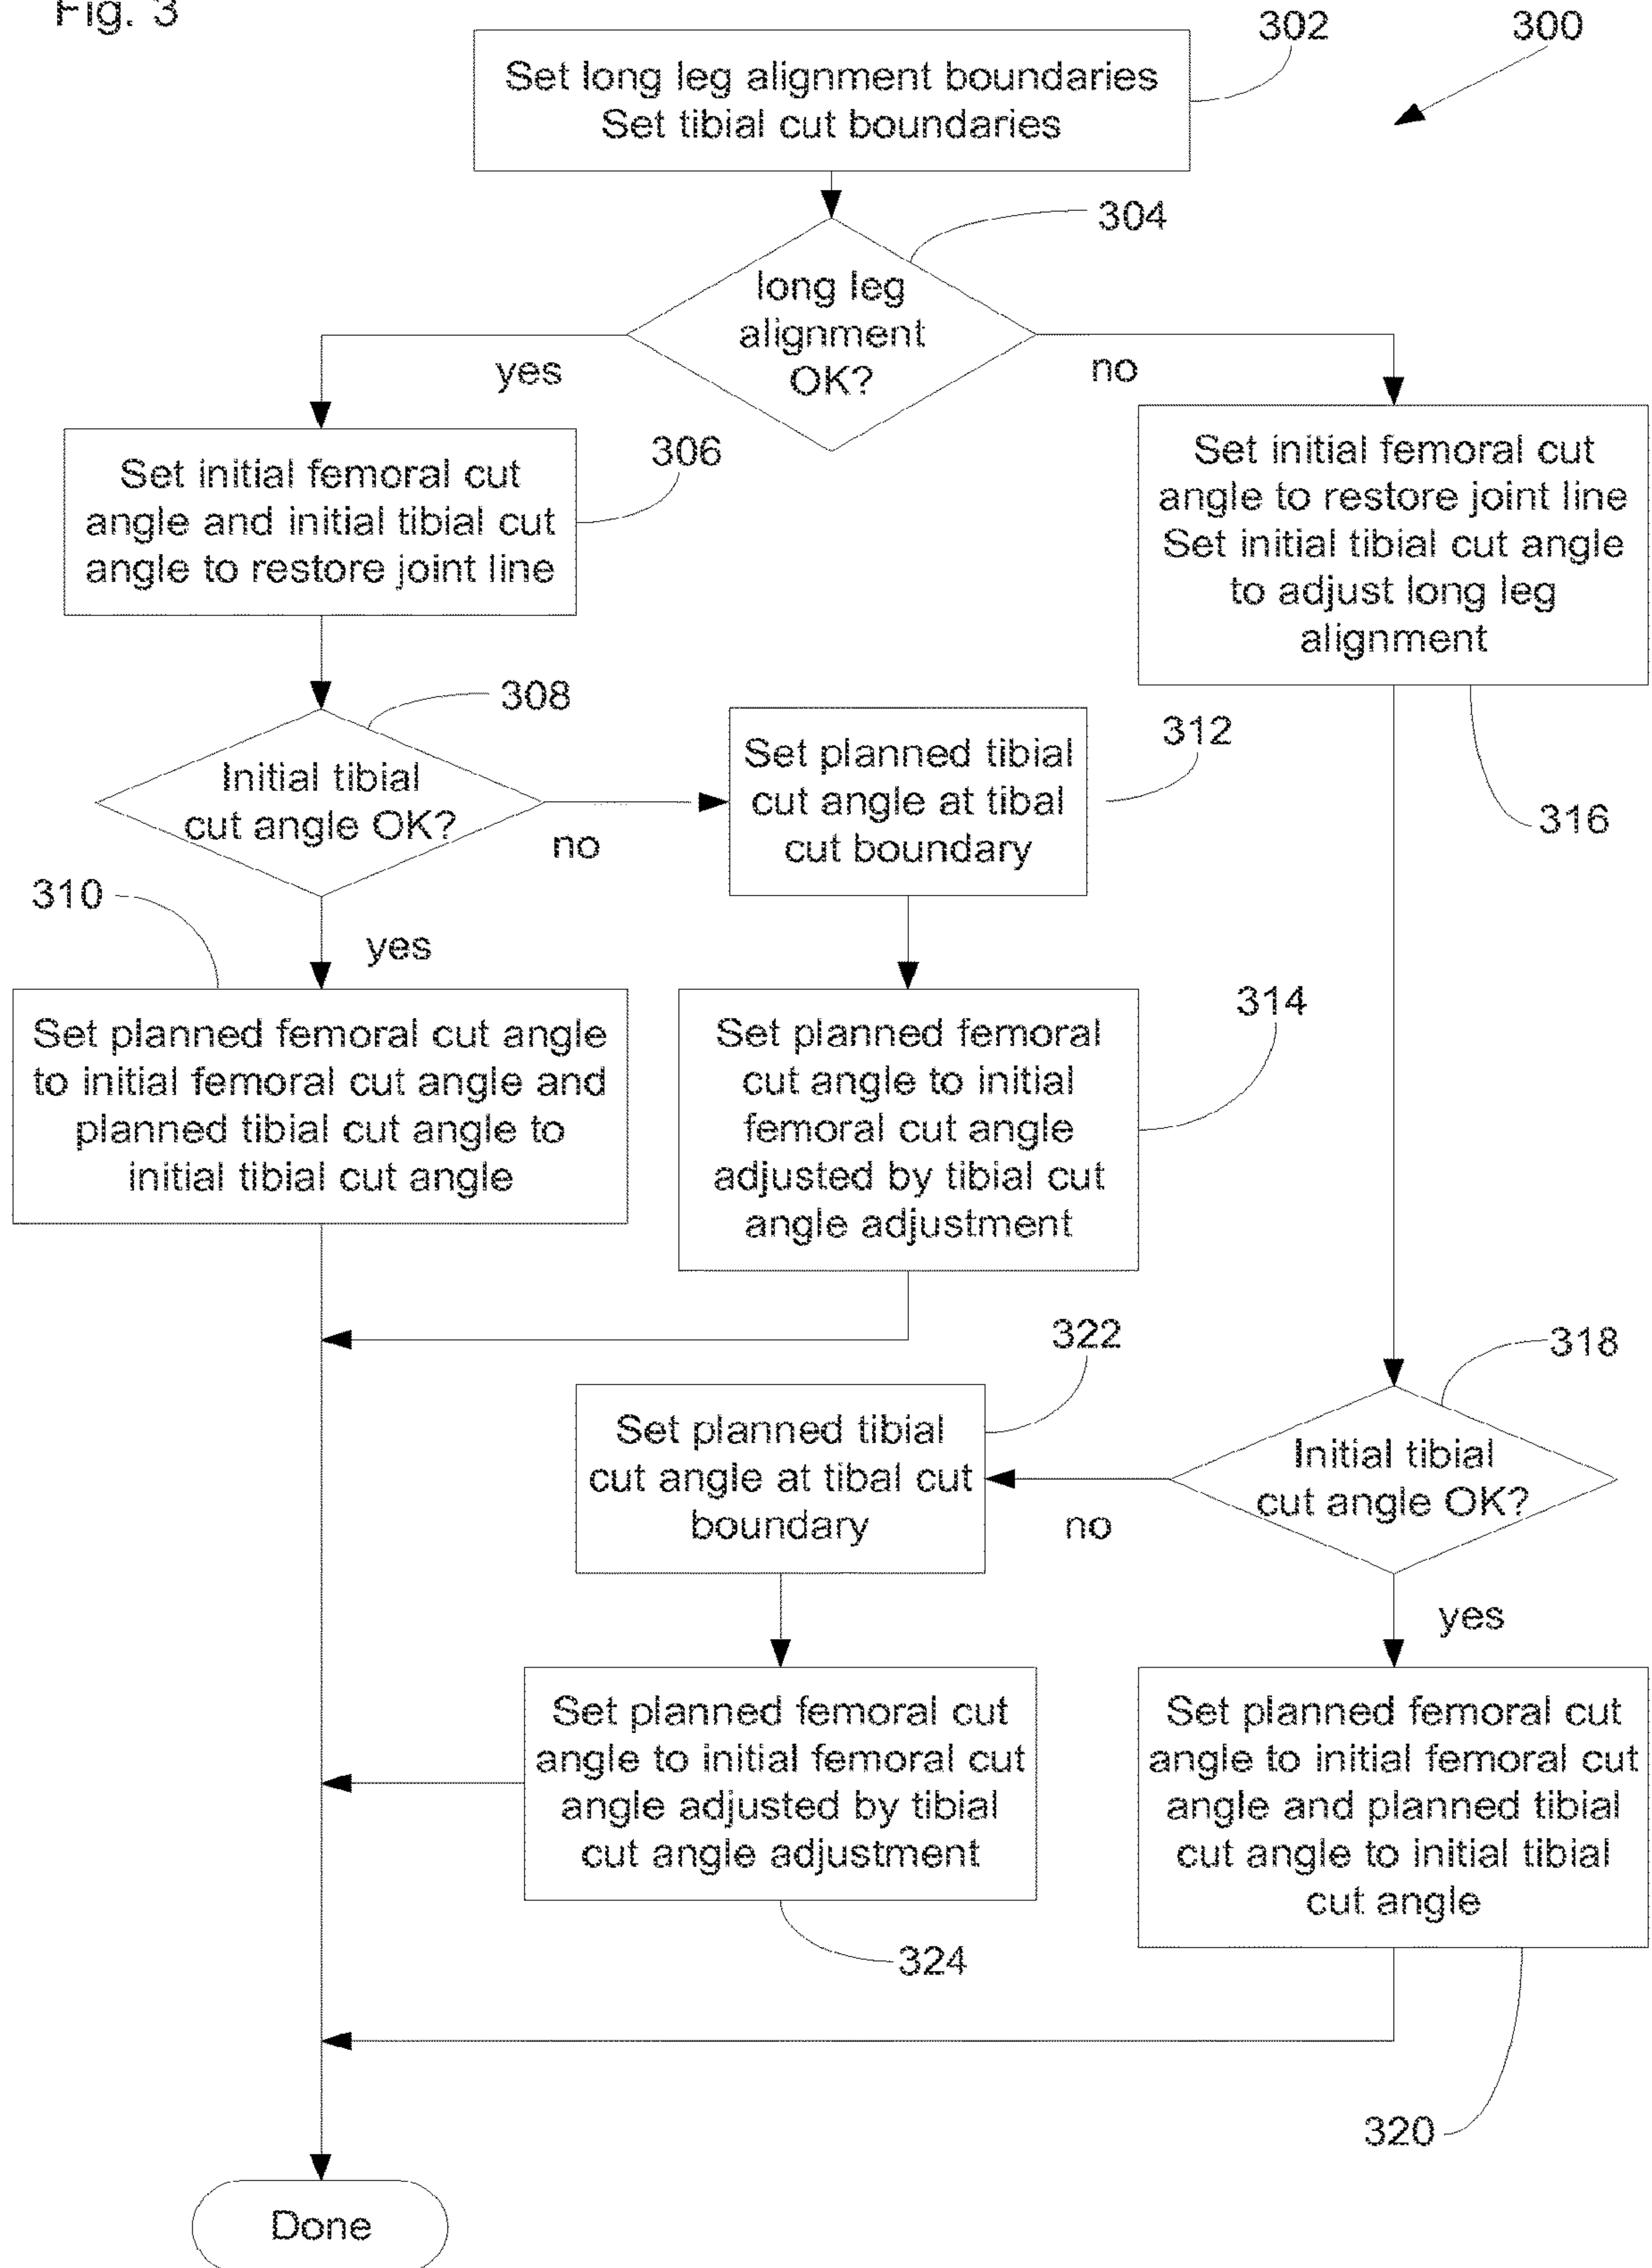 Fig. 3
302
300
Set long leg alignment boundaries
Set tibial cut boundaries
304
long leg
alignment
OK?
yes
no
306
Set initial femoral cut
angle and initial tibial cut
angle to restore joint line
Set initial femoral cut
angle to restore joint line
Set initial tibial cut angle
to adjust long leg
alignment
316
308
Initial tibial
cut angle OK?
no
yes
312
Set planned tibial
cut angle at tibal
cut boundary
310
Set planned femoral cut angle
to initial femoral cut angle and
planned tibial cut angle to
initial tibial cut angle
314
Set planned femoral
cut angle to initial
femoral cut angle
adjusted by tibial cut
angle adjustment
322
318
Set planned tibial
cut angle at tibal cut
boundary
Initial tibial
cut angle OK?
no
yes
Set planned femoral cut
angle to initial femoral cut
angle adjusted by tibial
cut angle adjustment
324
Set planned femoral cut
angle to initial femoral cut
angle and planned tibial
cut angle to initial tibial
cut angle
320
Done